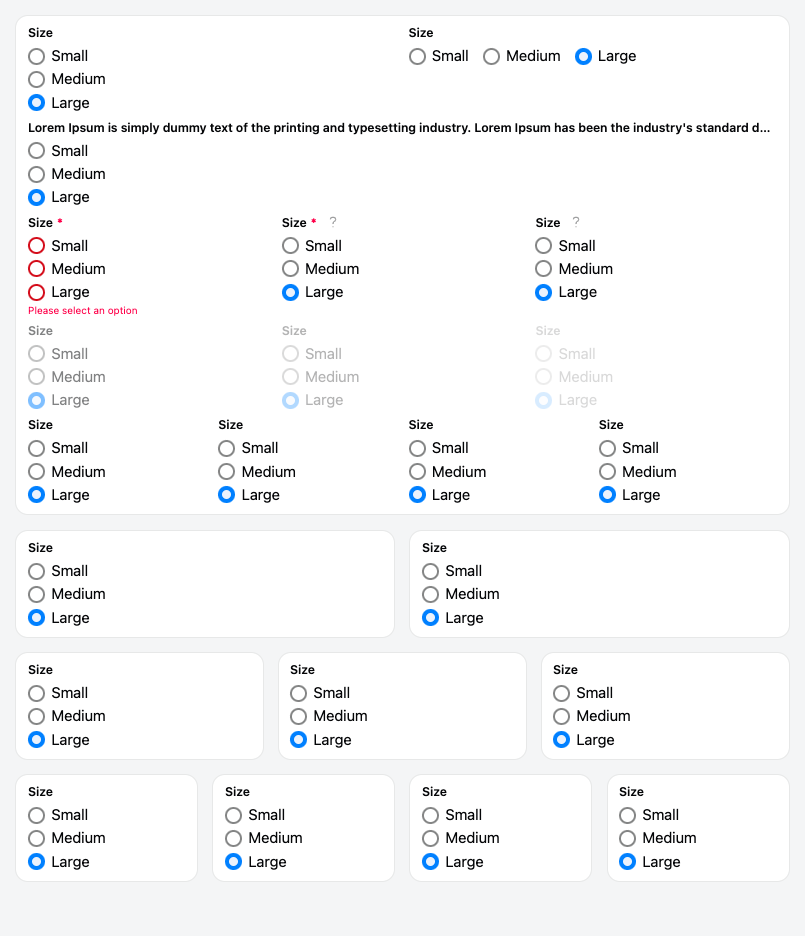 Size Size
Small Small Medium Large
Medium
Large
Lorem Ipsum is simply dummy text of the printing and typesetting industry. Lorem Ipsum has been the industry's standard d...
Small
Medium
Large
Size * Size * ? Size ?
Small Small Small
Medium Medium Medium
Large Large Large
Please select an option
Size Size Size
Small Small Small
Medium Medium Medium
Large Large Large
Size Size Size Size
Small Small Small Small
Medium Medium Medium Medium
Large Large Large Large
Size Size
Small Small
Medium Medium
Large Large
Size Size Size
Small Small Small
Medium Medium Medium
Large Large Large
Size Size Size Size
Small Small Small Small
Medium Medium Medium Medium
Large Large Large Large